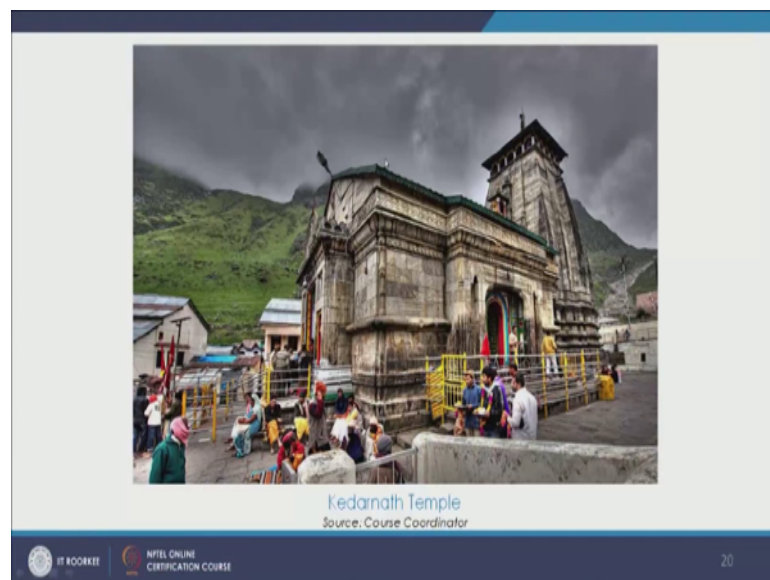 Kedarnath Temple
Source: Course Coordinator
IIT ROORKEE
NPTEL ONLINE
CERTIFICATION COURSE
20